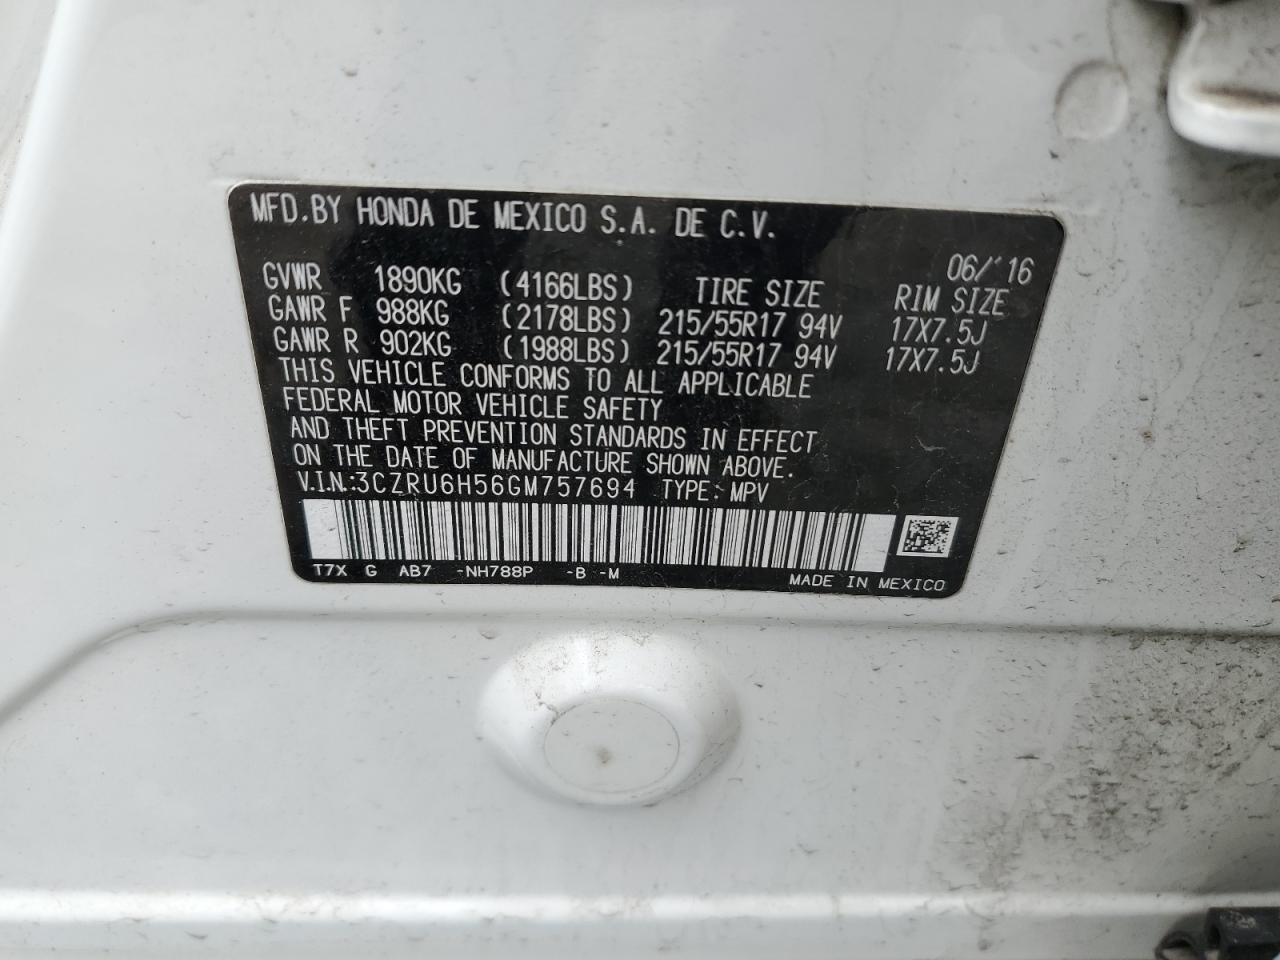 MFD.BY HONDA DE MEXICO S.A. DE C.V.
06/'16
GVWR 1890KG (4166LBS) TIRE SIZE RIM SIZE
GAWR F 988KG (2178LBS) 215/55R17 94V 17X7.5J
GAWR R 902KG (1988LBS) 215/55R17 94V 17X7.5J
THIS VEHICLE CONFORMS TO ALL APPLICABLE
FEDERAL MOTOR VEHICLE SAFETY
AND THEFT PREVENTION STANDARDS IN EFFECT
ON THE DATE OF MANUFACTURE SHOWN ABOVE.
V.I.N.:3CZRU6H56GM757694 TYPE: MPV
T7X G AB7 -NH788P -B -M MADE IN MEXICO